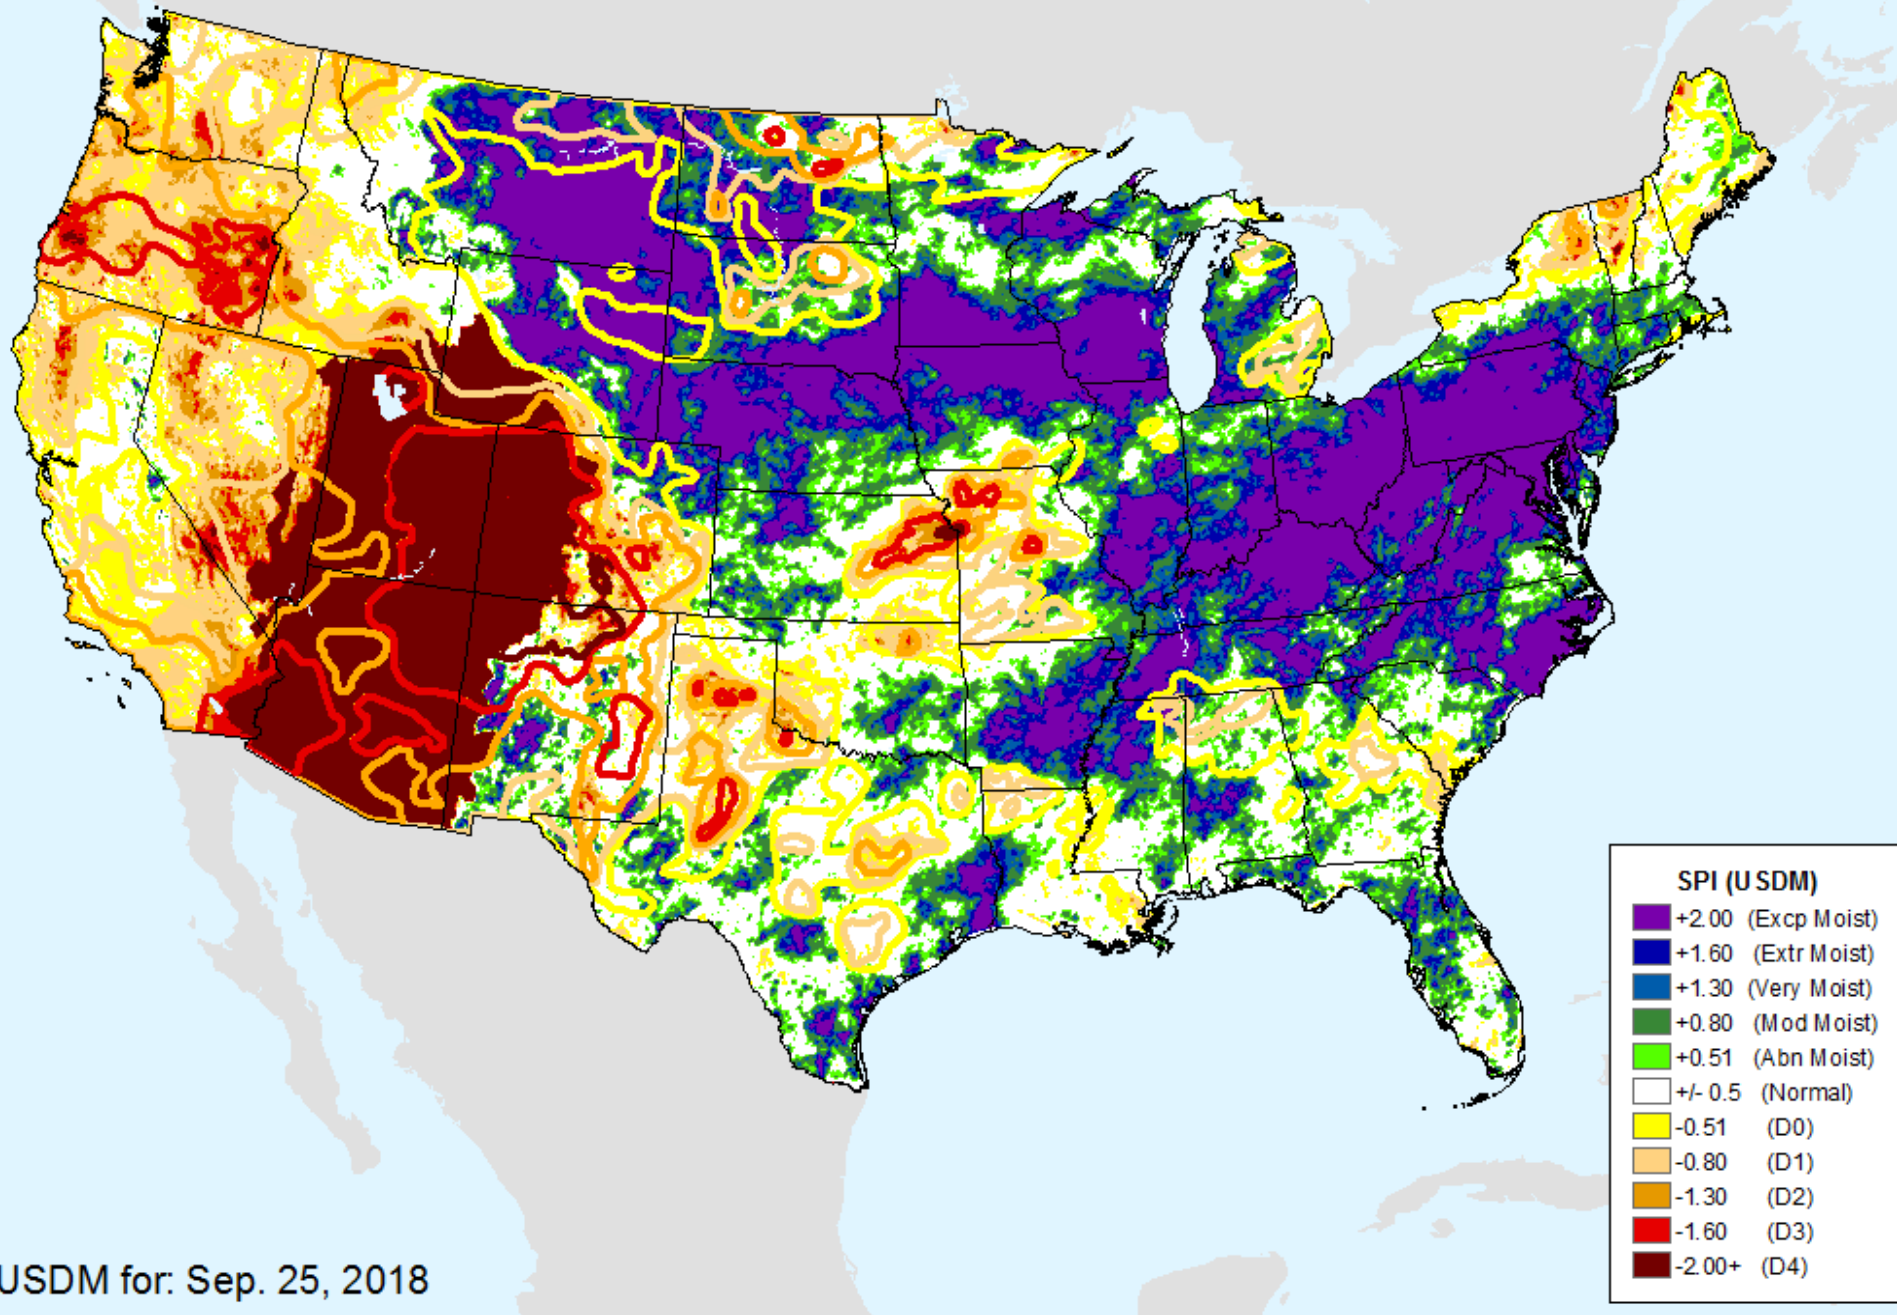 SPI (USDM)
+2.00 (Excp Moist)
+1.60 (Extr Moist)
+1.30 (Very Moist)
+0.80 (Mod Moist)
+0.51 (Abn Moist)
+/- 0.5 (Normal)
-0.51 (D0)
-0.80 (D1)
-1.30 (D2)
-1.60 (D3)
-2.00+ (D4)
USDM for: Sep. 25, 2018